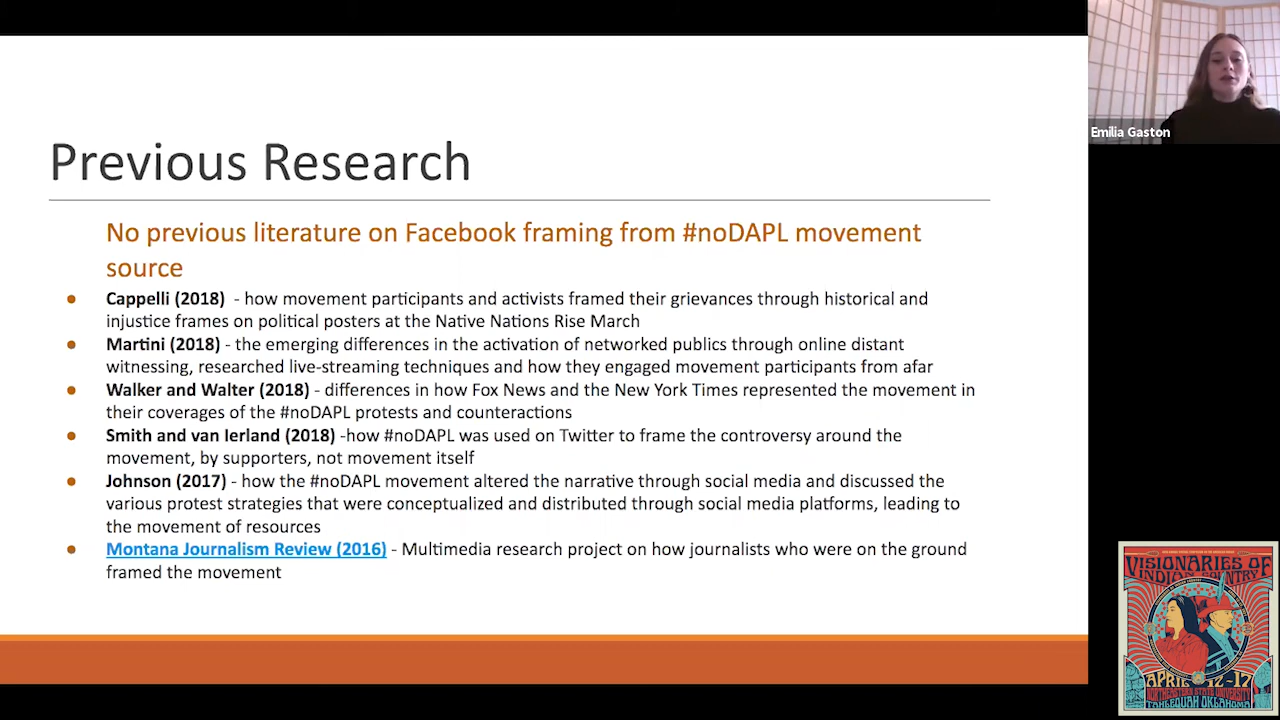 Previous Research
No previous literature on Facebook framing from #noDAPL movement
source
● Cappelli (2018) - how movement participants and activists framed their grievances through historical and
injustice frames on political posters at the Native Nations Rise March
● Martini (2018) - the emerging differences in the activation of networked publics through online distant
witnessing, researched live-streaming techniques and how they engaged movement participants from afar
● Walker and Walter (2018) - differences in how Fox News and the New York Times represented the movement in
their coverages of the #noDAPL protests and counteractions
● Smith and van Ierland (2018) -how #noDAPL was used on Twitter to frame the controversy around the
movement, by supporters, not movement itself
● Johnson (2017) - how the #noDAPL movement altered the narrative through social media and discussed the
various protest strategies that were conceptualized and distributed through social media platforms, leading to
the movement of resources
● Montana Journalism Review (2016) - Multimedia research project on how journalists who were on the ground
framed the movement
Emilia Gaston
VISIONARIES OF
INDIAN COUNTRY
APRIL 12-17
NORTHEASTERN STATE UNIVERSITY
TAHLEQUAH OKLAHOMA